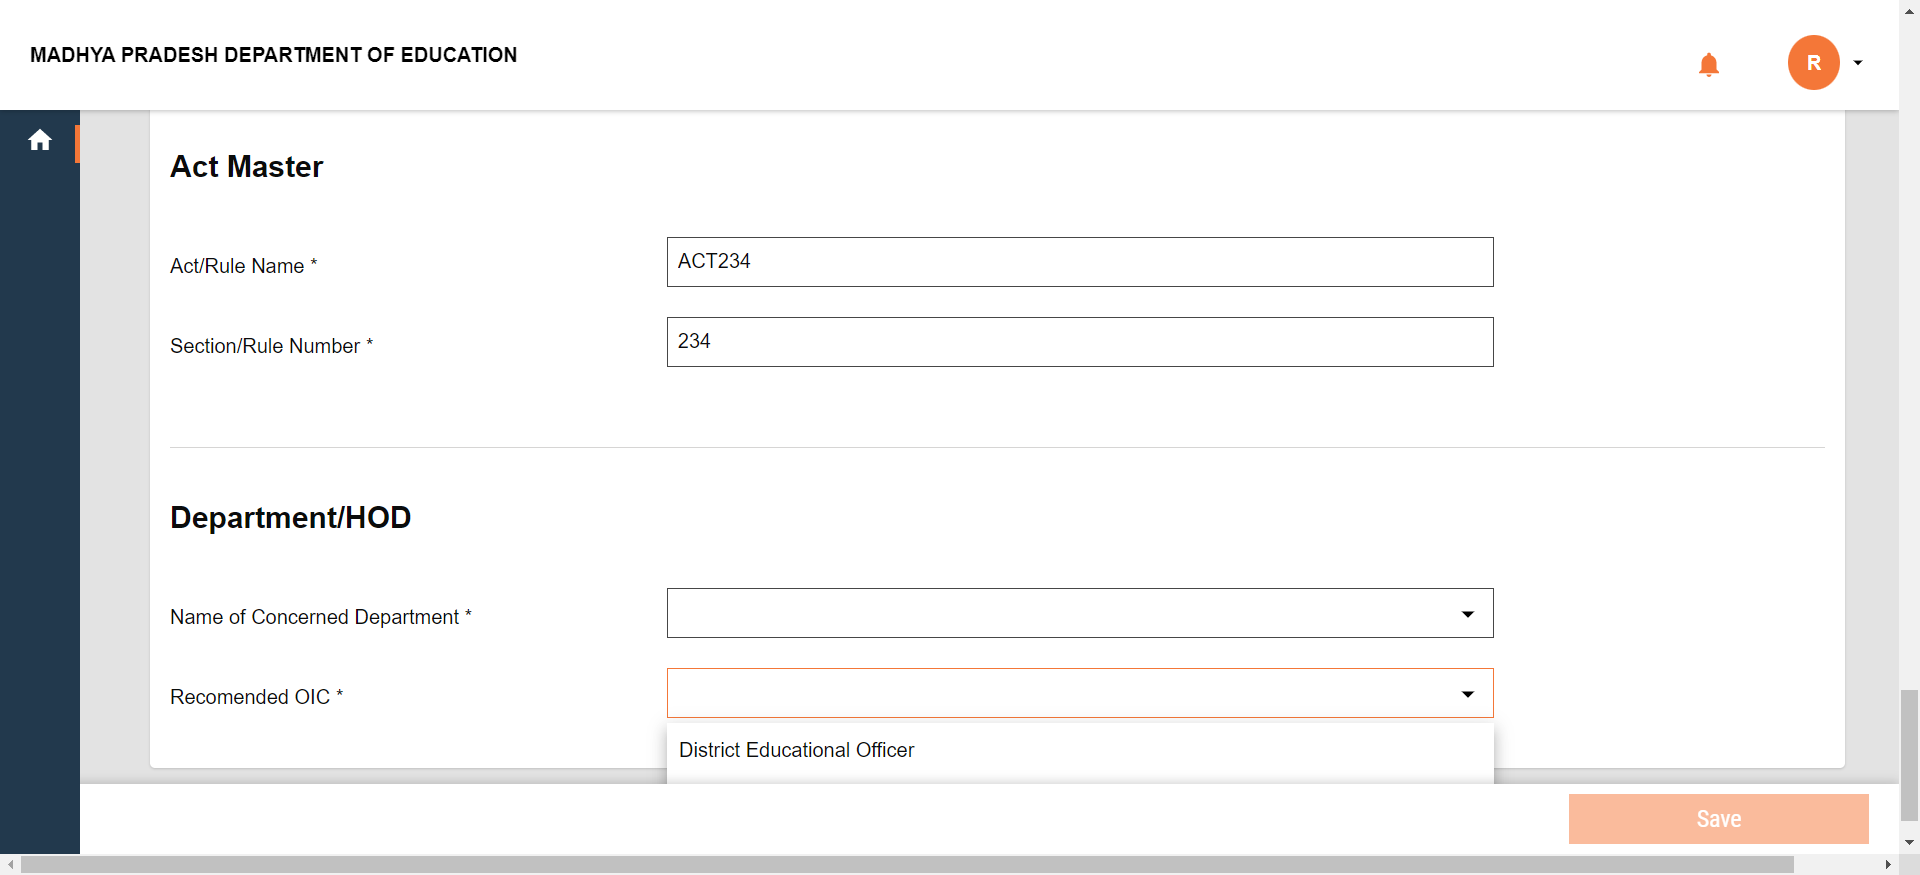 MADHYA PRADESH DEPARTMENT OF EDUCATION
R
Act Master
Act/Rule Name *
ACT234
Section/Rule Number *
234
Department/HOD
Name of Concerned Department *
Recomended OIC *
District Educational Officer
Save